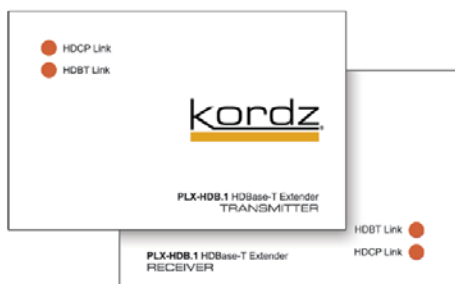 HDCP Link
HDBT Link
kordz
PLX-HDB.1 HDBase-T Extender
TRANSMITTER
HDBT Link
HDCP Link
PLX-HDB.1 HDBase-T Extender
RECEIVER